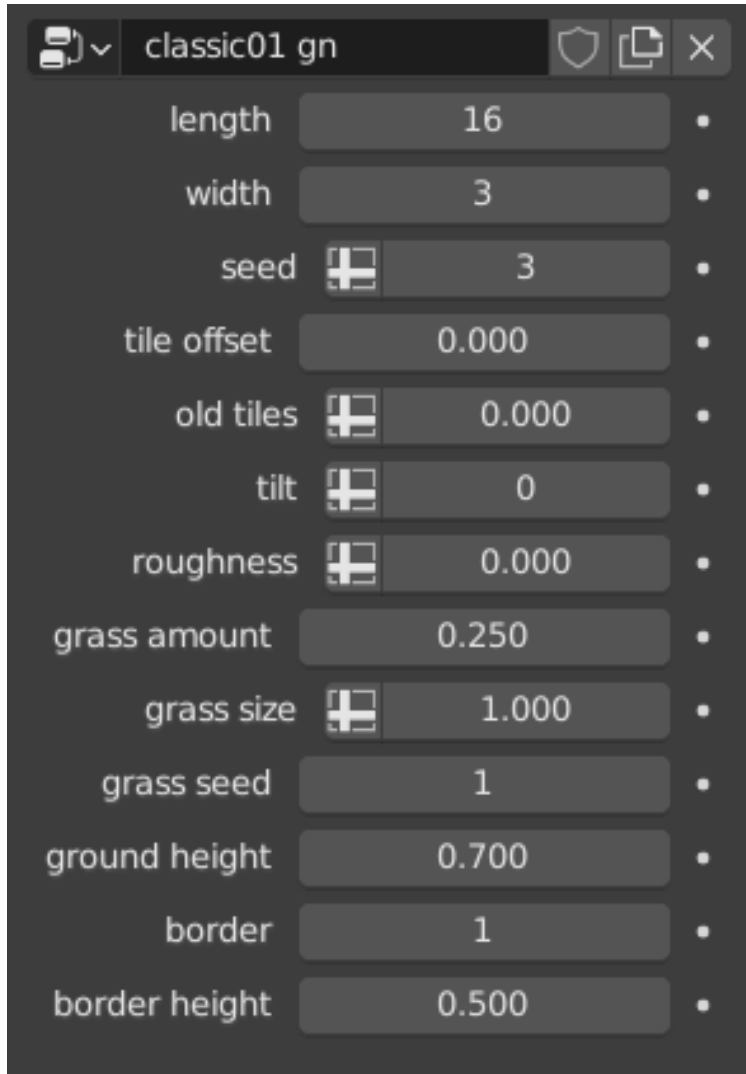 classic01 gn
length 16
width 3
seed 3
tile offset 0.000
old tiles 0.000
tilt 0
roughness 0.000
grass amount 0.250
grass size 1.000
grass seed 1
ground height 0.700
border 1
border height 0.500